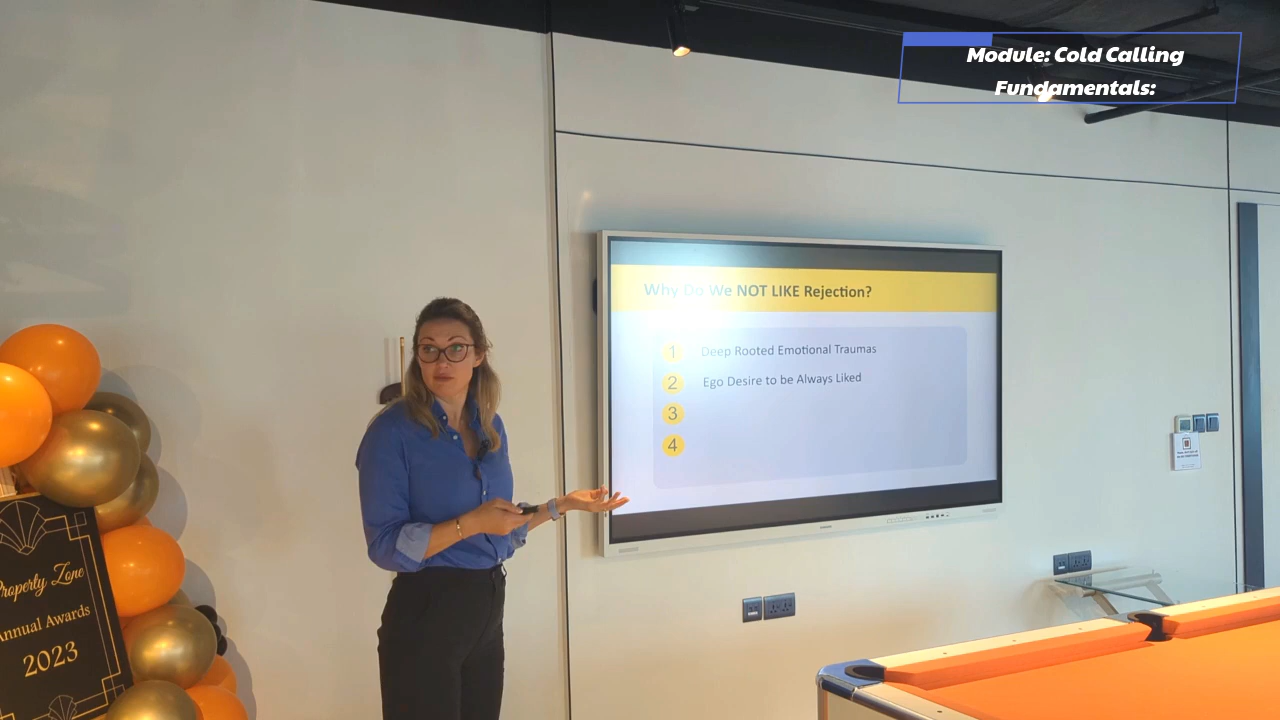 Module: Cold Calling
Fundamentals:
Why Do We NOT LIKE Rejection?
1 Deep Rooted Emotional Traumas
2 Ego Desire to be Always Liked
3
4
Property Zone
Annual Awards
2023